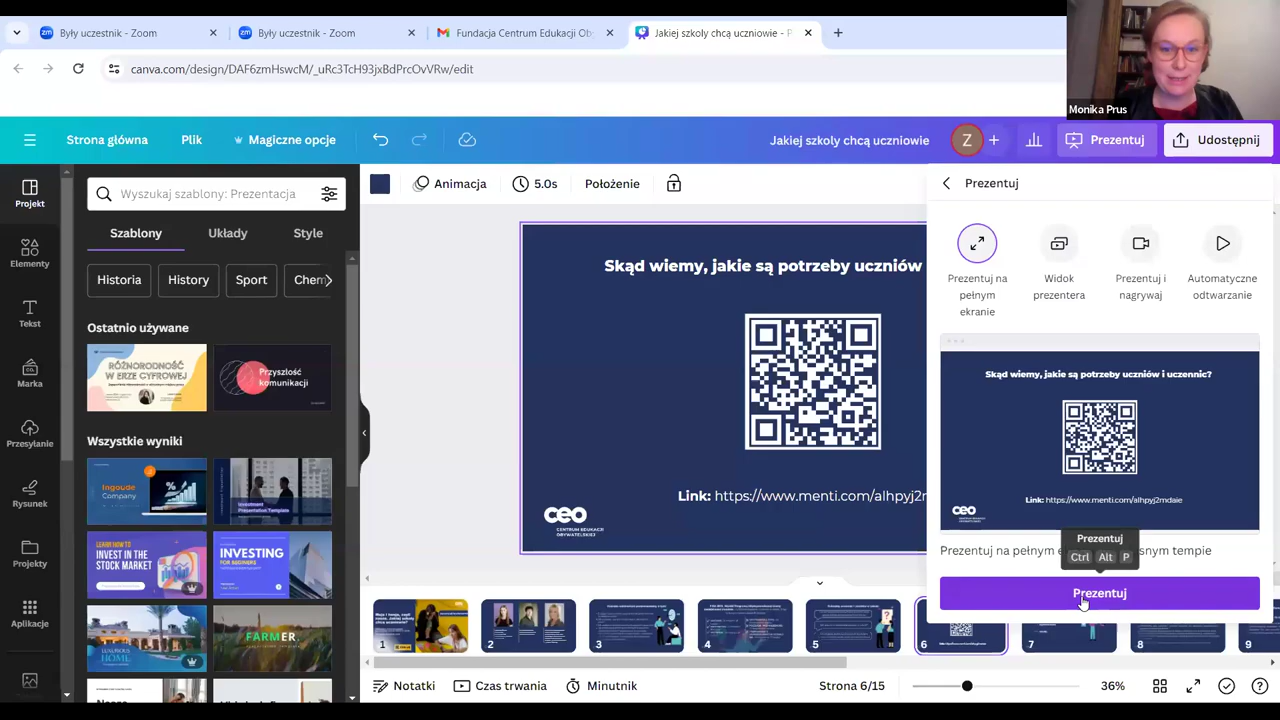 Były uczestnik - Zoom
Były uczestnik - Zoom
Fundacja Centrum Edukacji Oby
Jakiej szkoły chcą uczniowie - P
canva.com/design/DAF6zmHswcM/_uRc3TcH93jxBdPrcOvVRw/edit
Monika Prus
Strona główna
Plik
Magiczne opcje
Jakiej szkoły chcą uczniowie
Z
Prezentuj
Udostępnij
Projekt
Elementy
Tekst
Marka
Przesyłanie
Rysunek
Projekty
Aplikacje
Wyszukaj szablony: Prezentacja
Szablony
Układy
Style
Historia
History
Sport
Chem
Ostatnio używane
RÓŻNORODNOŚĆ
W ERZE CYFROWEJ
Przyszłość
komunikacji
Wszystkie wyniki
Ingoude
Company
Investment
Presentation Template
LEARN HOW TO
INVEST IN THE
STOCK MARKET
INVESTING
FOR BEGINNERS
LUXURIOUS
HOME
FARMER
Animacja
5.0s
Położenie
Skąd wiemy, jakie są potrzeby uczniów
Link: https://www.menti.com/alhpyj2m
ceo
CENTRUM EDUKACJI
OBYWATELSKIEJ
Prezentuj
Prezentuj na
pełnym
ekranie
Widok
prezentera
Prezentuj i
nagrywaj
Automatyczne
odtwarzanie
Skąd wiemy, jakie są potrzeby uczniów i uczennic?
Link: https://www.menti.com/alhpyj2mdaie
ceo
Prezentuj
Ctrl Alt P
Prezentuj na pełnym e
snym tempie
Prezentuj
1
2
3
4
5
6
7
8
9
Notatki
Czas trwania
Minutnik
Strona 6/15
36%